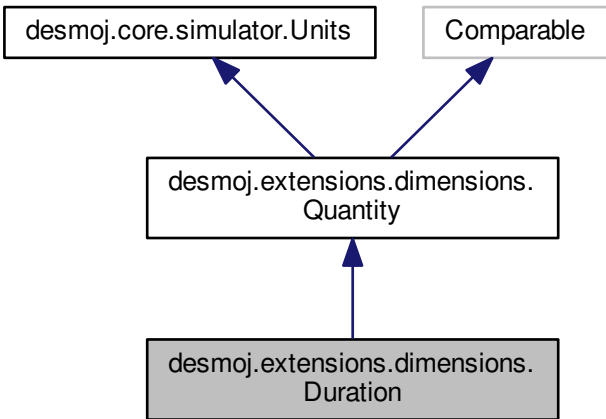 desmoj.core.simulator.Units
Comparable
desmoj.extensions.dimensions.
Quantity
desmoj.extensions.dimensions.
Duration